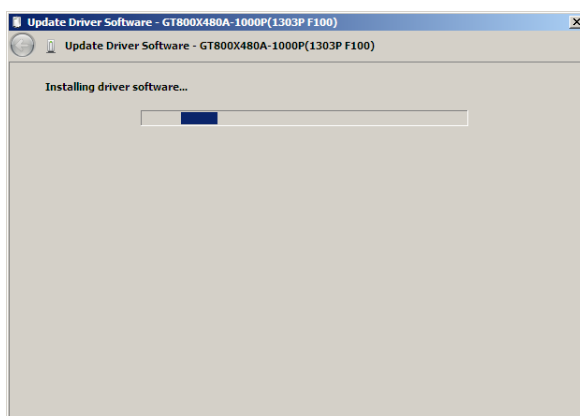 Update Driver Software - GT800X480A-1000P(1303P F100)
Update Driver Software - GT800X480A-1000P(1303P F100)
Installing driver software...